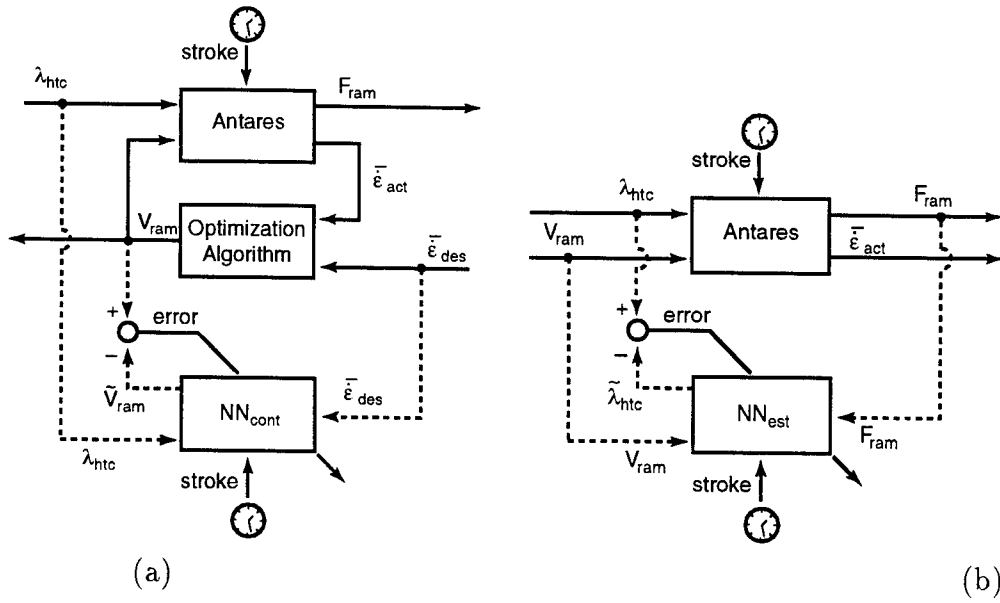 stroke
λhtc
Fram
Antares
ε̄̇act
Vram
Optimization
Algorithm
ε̄̇des
+
error
−
Ṽram
ε̄̇des
NNcont
λhtc
stroke
(a)
stroke
λhtc
Fram
Vram
Antares
ε̄̇act
+
error
−
λ̃htc
NNest
Fram
Vram
stroke
(b)